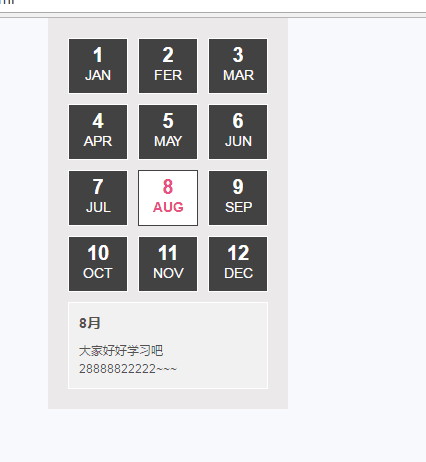 1 2 3
JAN FER MAR
4 5 6
APR MAY JUN
7 8 9
JUL AUG SEP
10 11 12
OCT NOV DEC
8月
大家好好学习吧
28888822222~~~